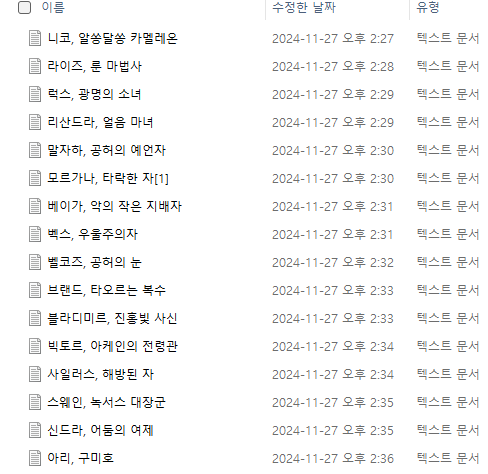 이름 수정한 날짜 유형
니코, 알쏭달쏭 카멜레온 2024-11-27 오후 2:27 텍스트 문서
라이즈, 룬 마법사 2024-11-27 오후 2:28 텍스트 문서
럭스, 광명의 소녀 2024-11-27 오후 2:29 텍스트 문서
리산드라, 얼음 마녀 2024-11-27 오후 2:29 텍스트 문서
말자하, 공허의 예언자 2024-11-27 오후 2:30 텍스트 문서
모르가나, 타락한 자[1] 2024-11-27 오후 2:30 텍스트 문서
베이가, 악의 작은 지배자 2024-11-27 오후 2:31 텍스트 문서
벡스, 우울주의자 2024-11-27 오후 2:31 텍스트 문서
벨코즈, 공허의 눈 2024-11-27 오후 2:32 텍스트 문서
브랜드, 타오르는 복수 2024-11-27 오후 2:33 텍스트 문서
블라디미르, 진홍빛 사신 2024-11-27 오후 2:33 텍스트 문서
빅토르, 아케인의 전령관 2024-11-27 오후 2:34 텍스트 문서
사일러스, 해방된 자 2024-11-27 오후 2:34 텍스트 문서
스웨인, 녹서스 대장군 2024-11-27 오후 2:35 텍스트 문서
신드라, 어둠의 여제 2024-11-27 오후 2:35 텍스트 문서
아리, 구미호 2024-11-27 오후 2:36 텍스트 문서